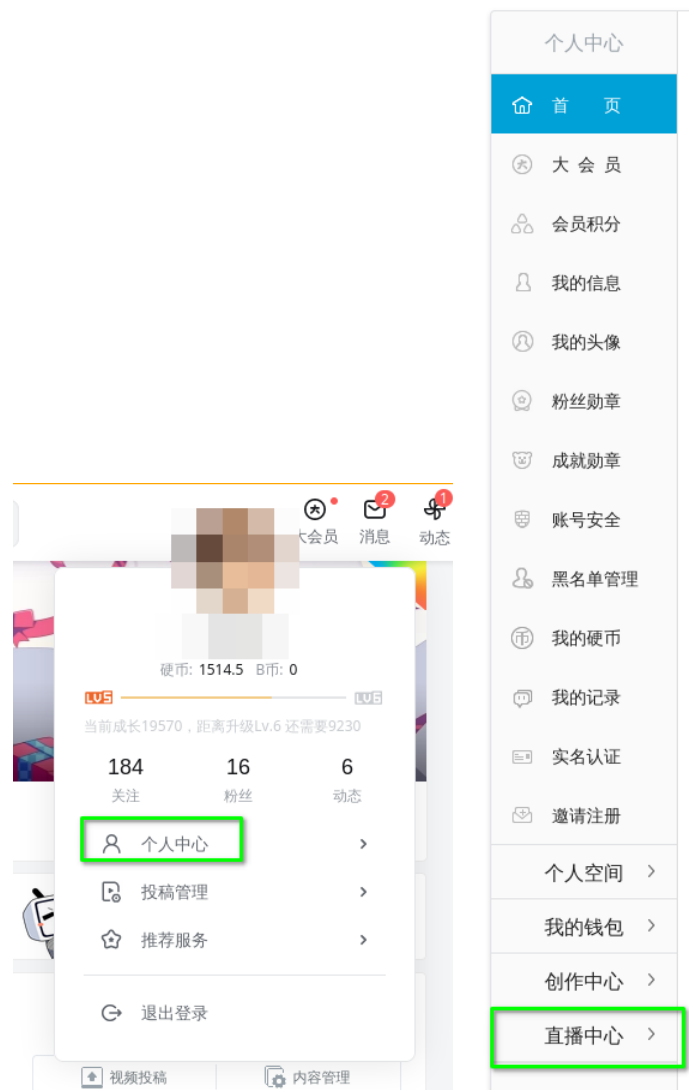 大会员
消息
2
动态
1
硬币: 1514.5 B币: 0
LV5
LV6
当前成长19570，距离升级Lv.6 还需要9230
184
16
6
关注
粉丝
动态
个人中心
投稿管理
推荐服务
退出登录
视频投稿
内容管理
个人中心
首 页
大 会 员
会员积分
我的信息
我的头像
粉丝勋章
成就勋章
账号安全
黑名单管理
我的硬币
我的记录
实名认证
邀请注册
个人空间
我的钱包
创作中心
直播中心